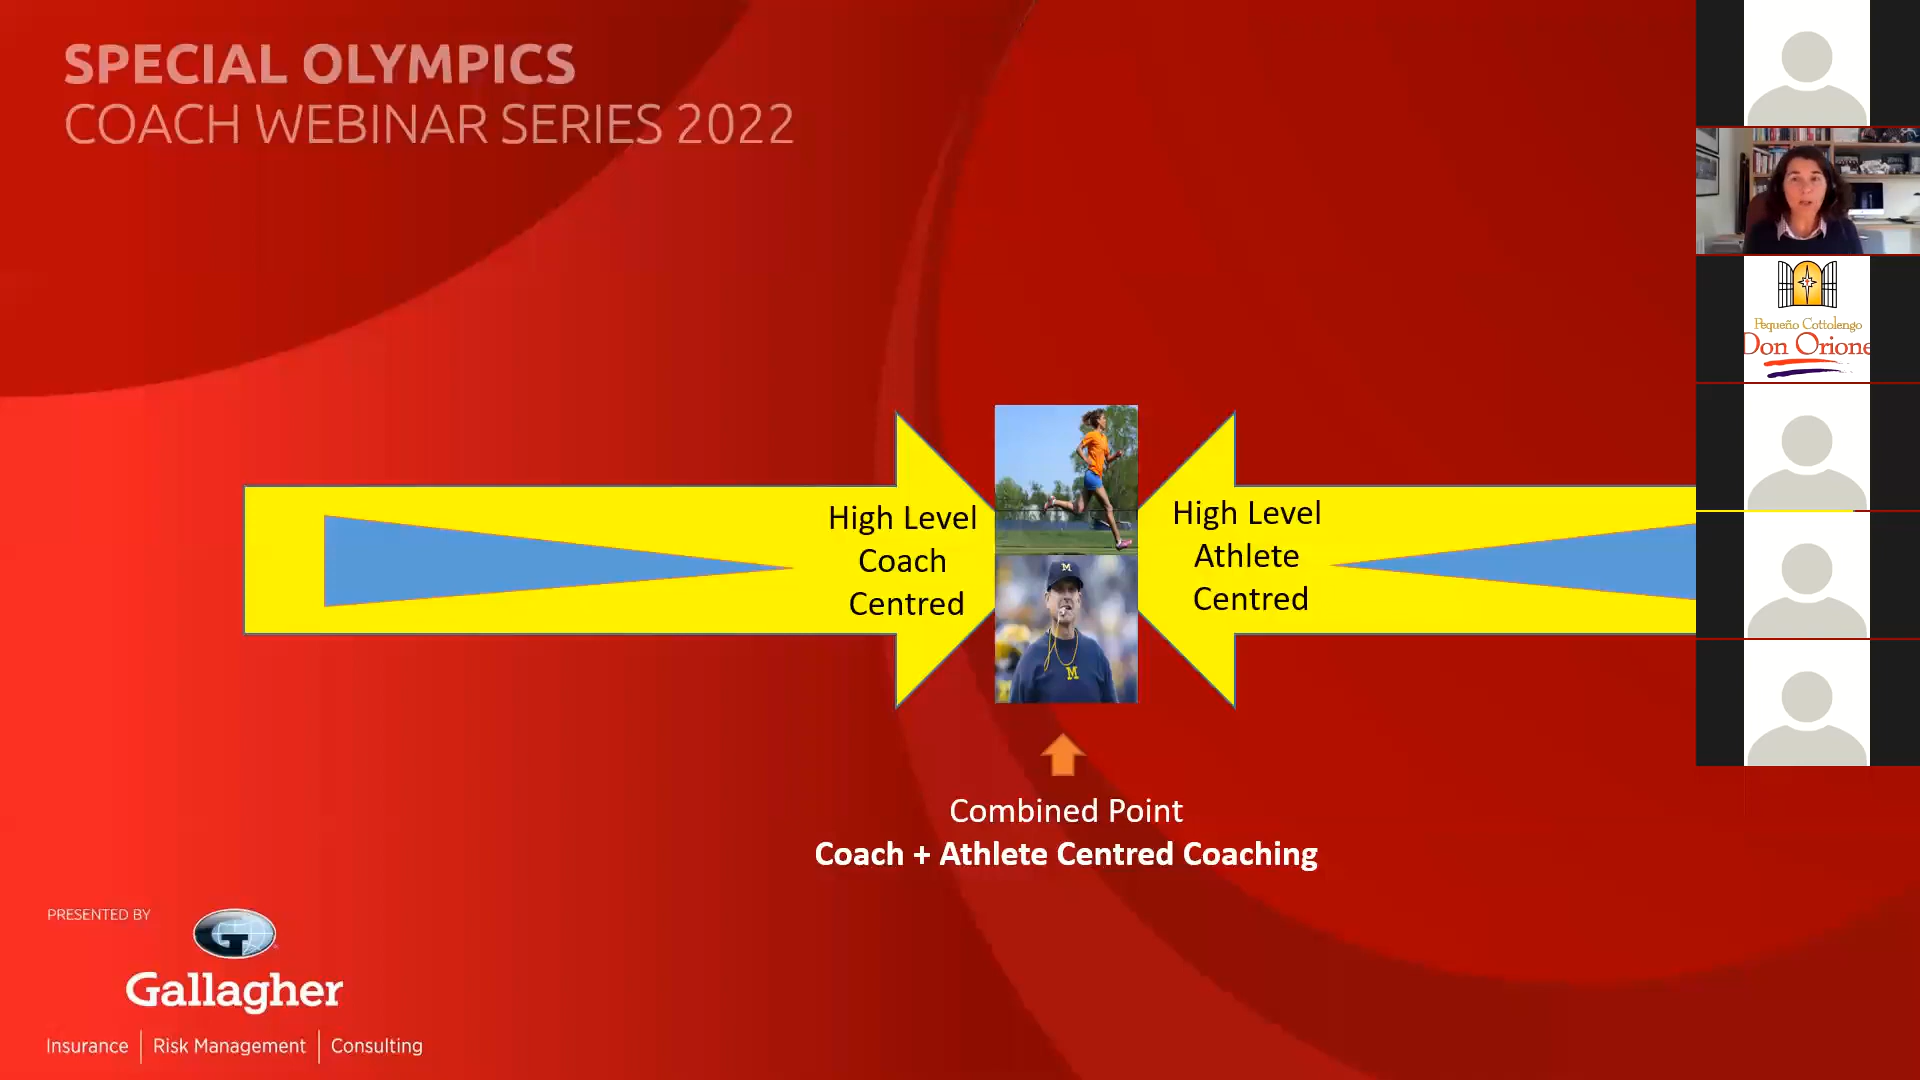 SPECIAL OLYMPICS
COACH WEBINAR SERIES 2022
High Level
Coach
Centred
High Level
Athlete
Centred
M
M
Combined Point
Coach + Athlete Centred Coaching
Pequeño Cottolengo
Don Orione
PRESENTED BY
G
Gallagher
Insurance | Risk Management | Consulting